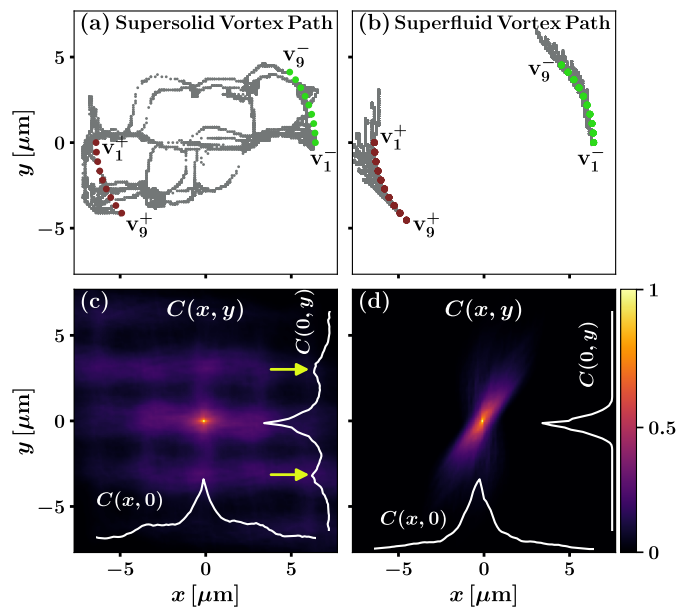 (a) Supersolid Vortex Path
(b) Superfluid Vortex Path
5
0
−5
y [μm]
v₉⁻
v₁⁺
v₁⁻
v₉⁺
v₉⁻
v₁⁺
v₁⁻
v₉⁺
(c)
C(x, y)
C(0, y)
C(x, 0)
(d)
C(x, y)
C(0, y)
C(x, 0)
5
0
−5
y [μm]
−5
0
5
x [μm]
−5
0
5
x [μm]
1
0.5
0